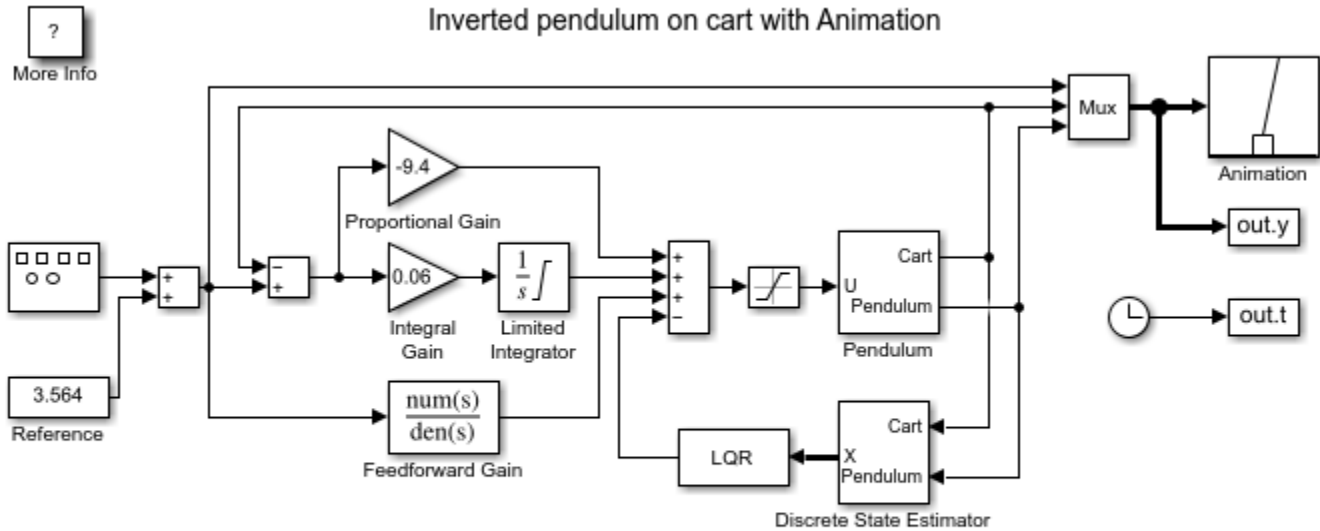 Inverted pendulum on cart with Animation
?
More Info
Mux
Animation
-9.4
Proportional Gain
out.y
+
+
−
+
0.06
Integral
Gain
1
s
Limited
Integrator
+
+
+
−
Cart
U
Pendulum
Pendulum
out.t
3.564
Reference
num(s)
den(s)
Feedforward Gain
LQR
Cart
X
Pendulum
Discrete State Estimator